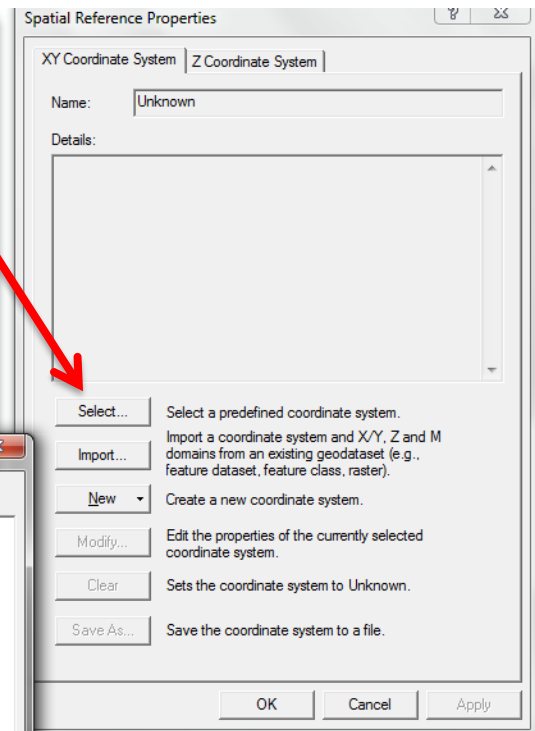 Spatial Reference Properties
XY Coordinate System
Z Coordinate System
Name:
Unknown
Details:
Select...
Select a predefined coordinate system.
Import...
Import a coordinate system and X/Y, Z and M
domains from an existing geodataset (e.g.,
feature dataset, feature class, raster).
New
Create a new coordinate system.
Modify...
Edit the properties of the currently selected
coordinate system.
Clear
Sets the coordinate system to Unknown.
Save As...
Save the coordinate system to a file.
OK
Cancel
Apply